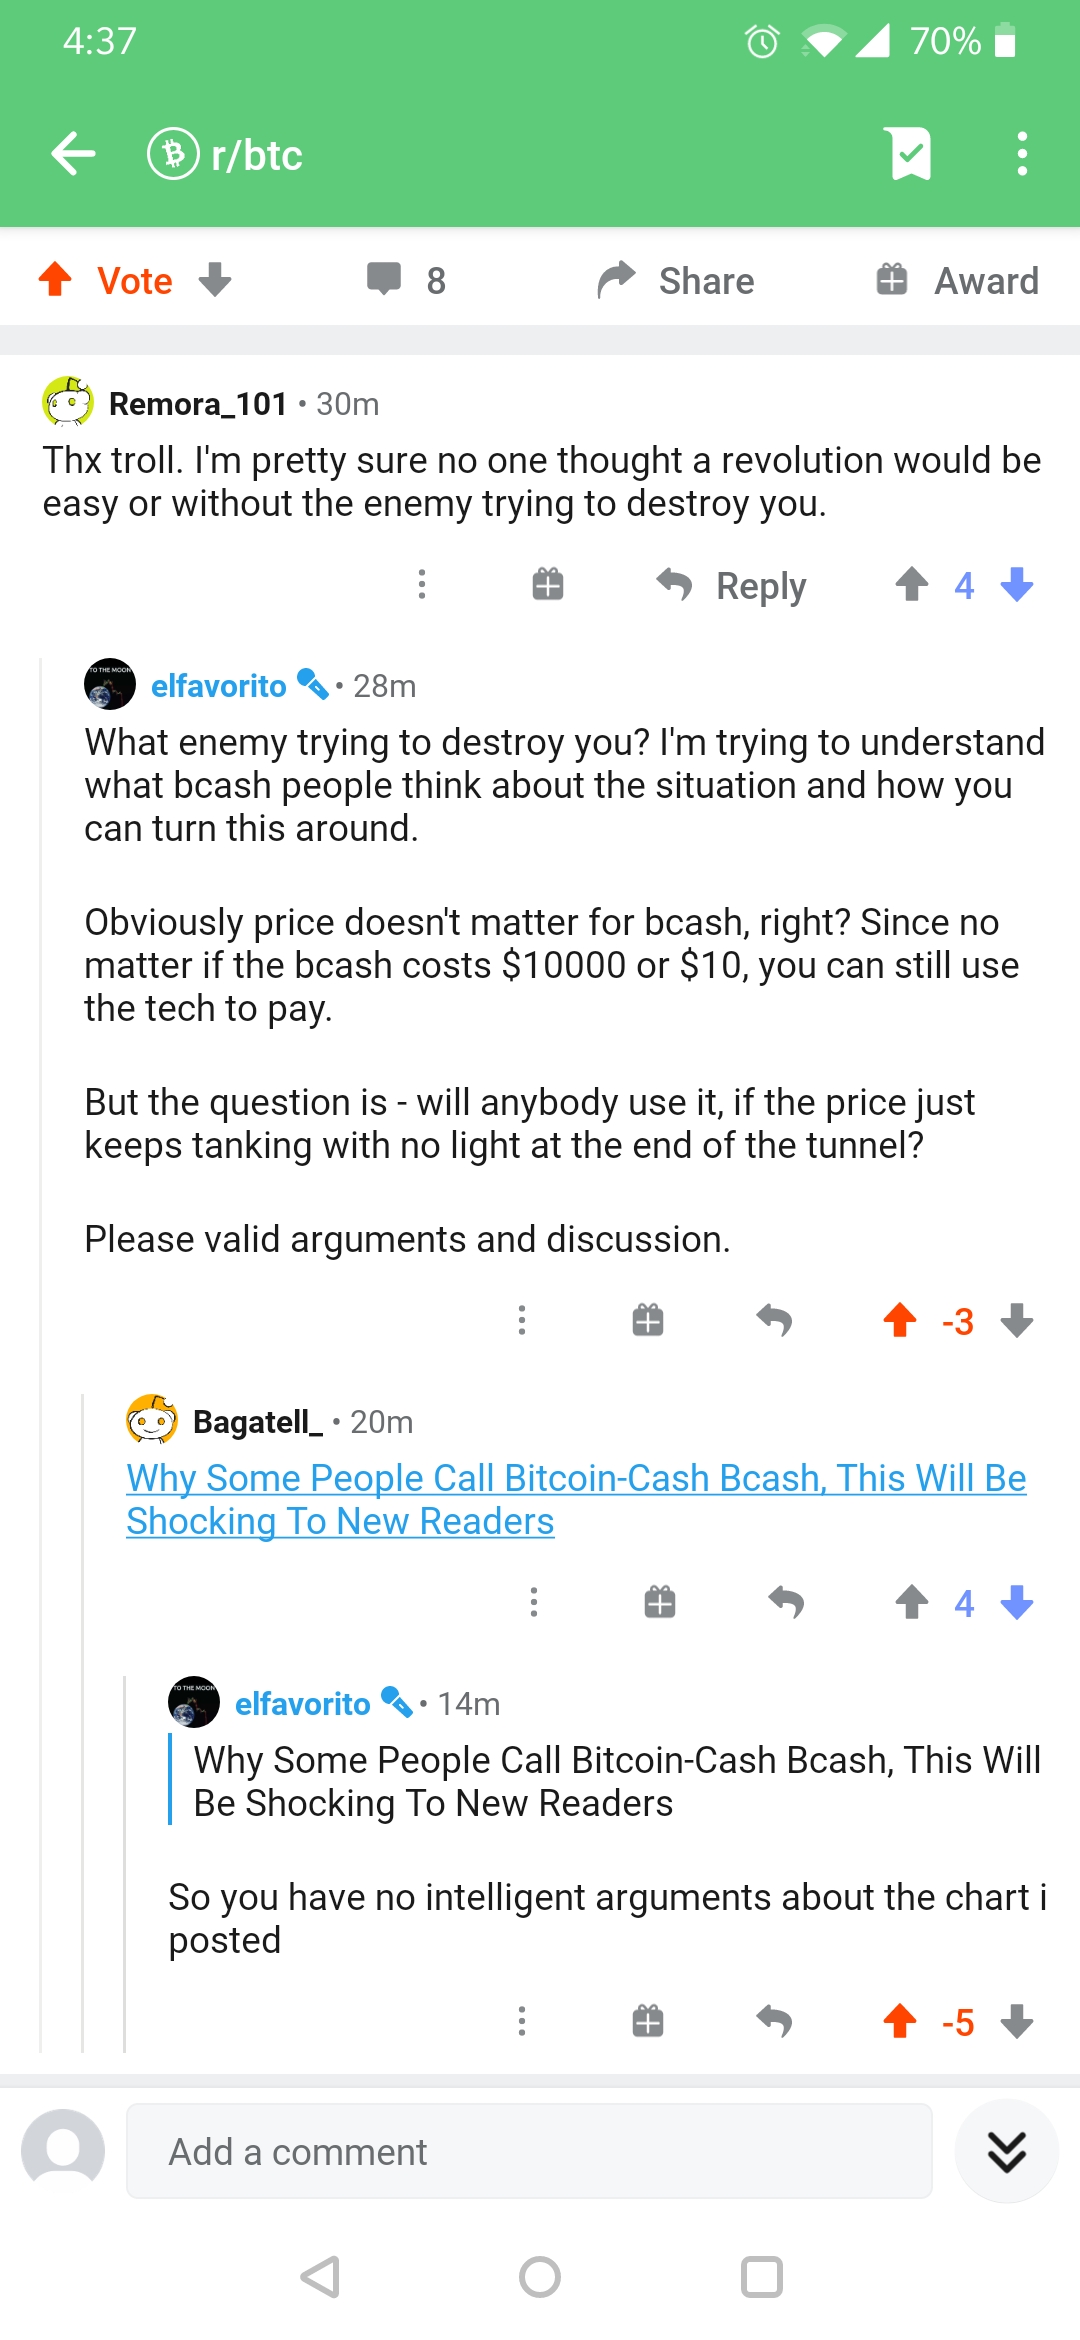 4:37
70%
r/btc
Vote
8
Share
Award
Remora_101 • 30m
Thx troll. I'm pretty sure no one thought a revolution would be
easy or without the enemy trying to destroy you.
Reply
4
TO THE MOON
elfavorito • 28m
What enemy trying to destroy you? I'm trying to understand
what bcash people think about the situation and how you
can turn this around.
Obviously price doesn't matter for bcash, right? Since no
matter if the bcash costs $10000 or $10, you can still use
the tech to pay.
But the question is - will anybody use it, if the price just
keeps tanking with no light at the end of the tunnel?
Please valid arguments and discussion.
-3
Bagatell_ • 20m
Why Some People Call Bitcoin-Cash Bcash, This Will Be
Shocking To New Readers
4
TO THE MOON
elfavorito • 14m
Why Some People Call Bitcoin-Cash Bcash, This Will
Be Shocking To New Readers
So you have no intelligent arguments about the chart i
posted
-5
Add a comment